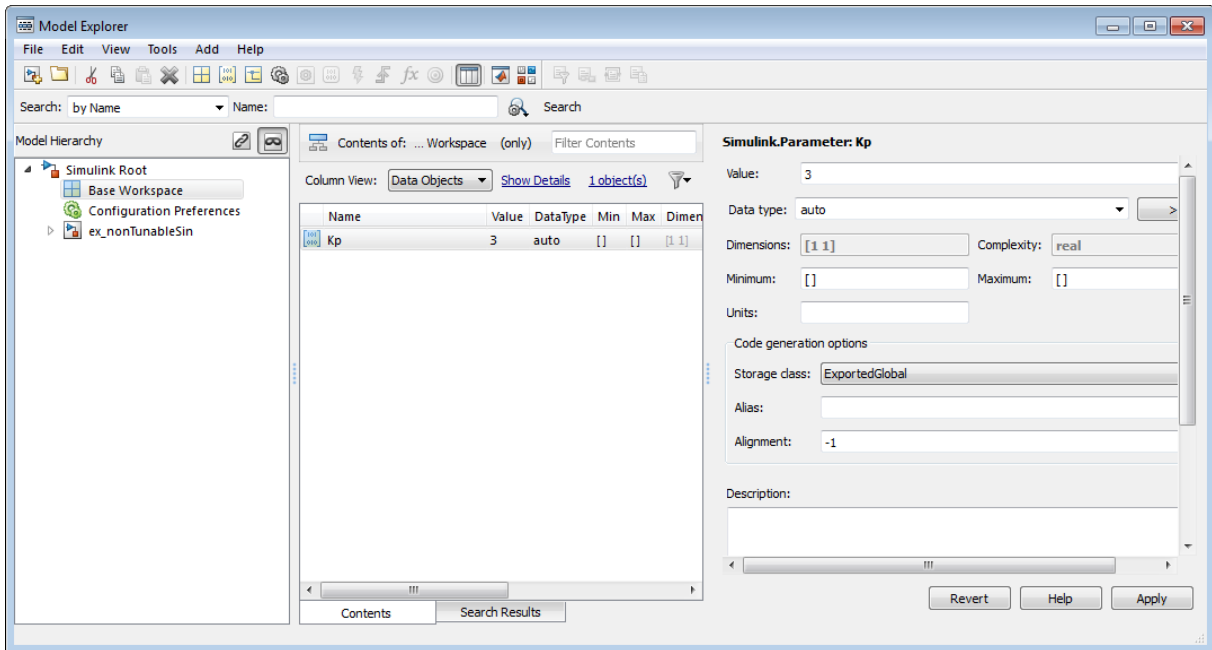 Model Explorer
File Edit View Tools Add Help
Search: by Name Name: Search
Model Hierarchy
Simulink Root
Base Workspace
Configuration Preferences
ex_nonTunableSin
Contents of: ... Workspace (only) Filter Contents
Column View: Data Objects Show Details 1 object(s)
Name Value DataType Min Max Dimen
Kp 3 auto [] [] [1 1]
Contents Search Results
Simulink.Parameter: Kp
Value: 3
Data type: auto >
Dimensions: [1 1] Complexity: real
Minimum: [] Maximum: []
Units:
Code generation options
Storage class: ExportedGlobal
Alias:
Alignment: -1
Description:
Revert Help Apply